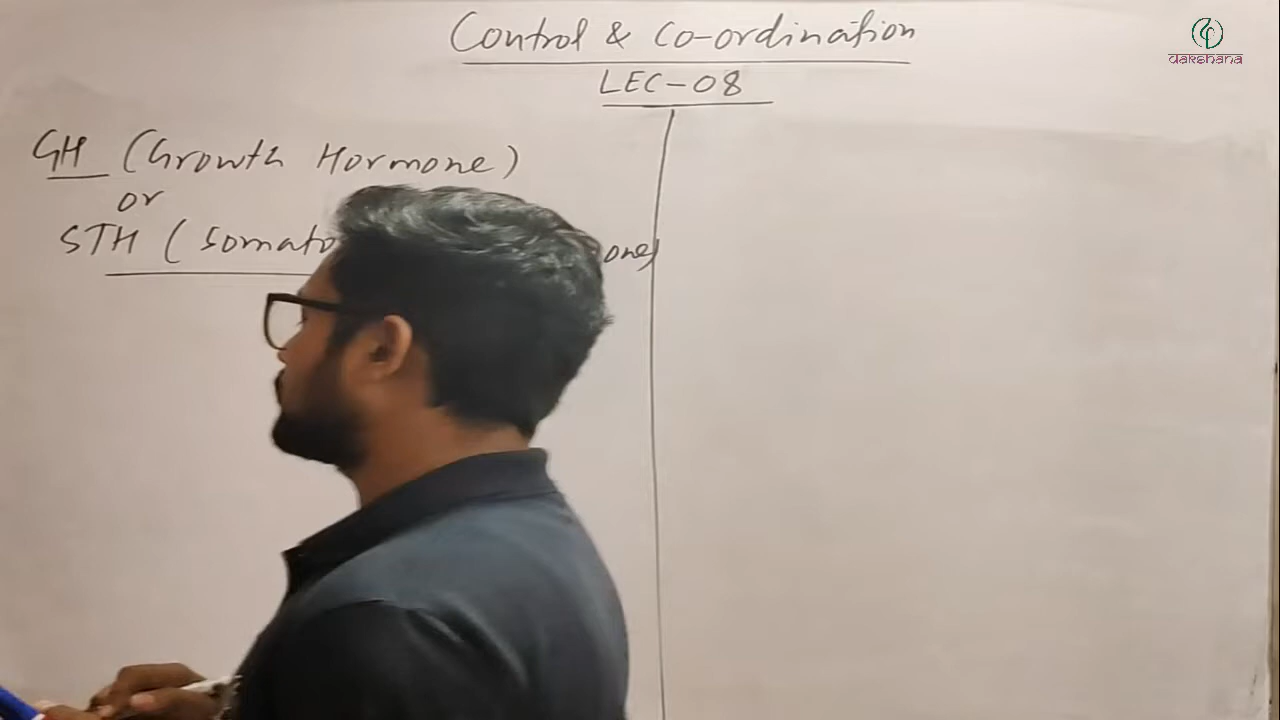 Control & Co-ordination
LEC-08
GH (Growth Hormone)
or
STH (Somato one)
dakshana